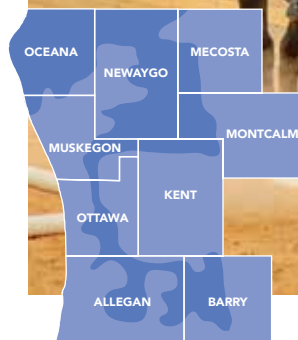 OCEANA
NEWAYGO
MECOSTA
MUSKEGON
MONTCALM
KENT
OTTAWA
ALLEGAN
BARRY